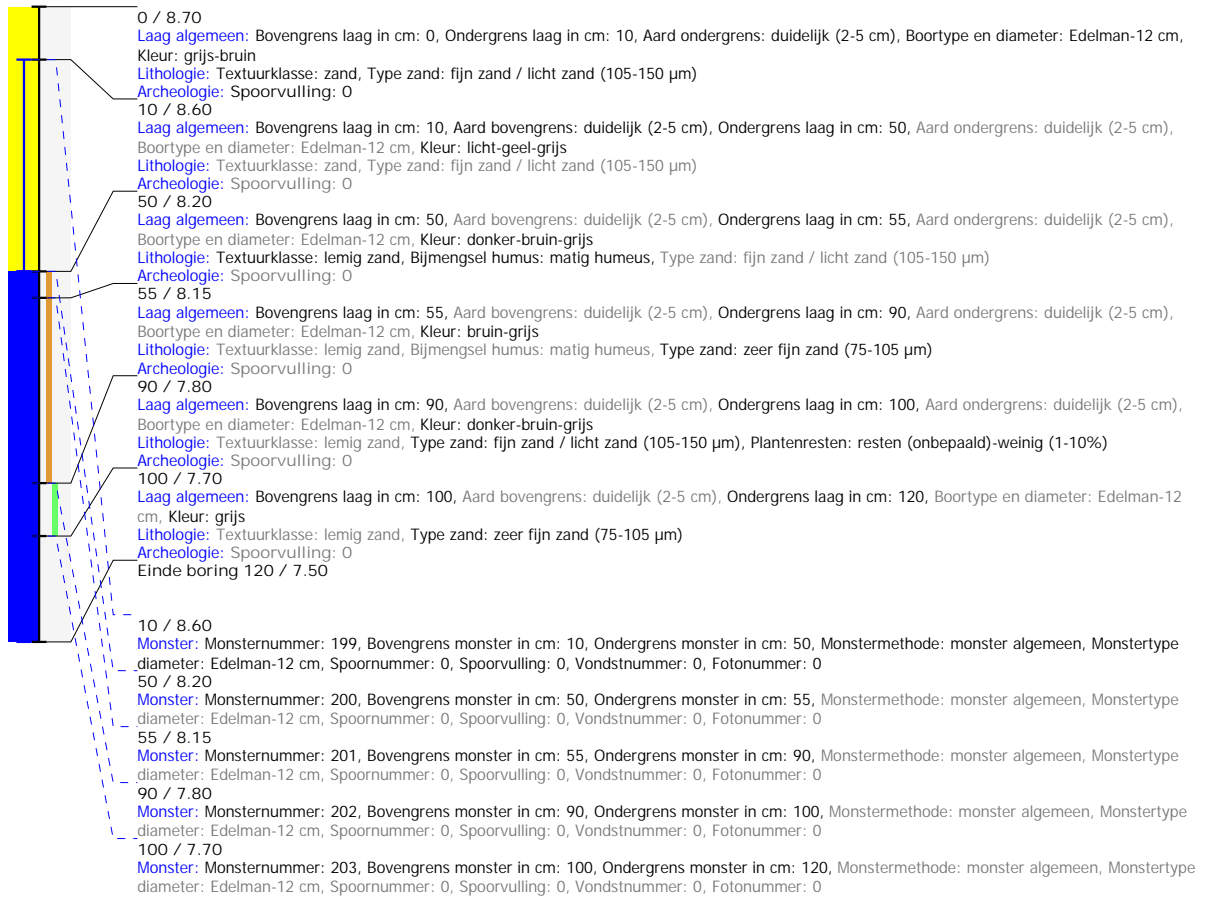 0 / 8.70
Laag algemeen: Bovengrens laag in cm: 0, Ondergrens laag in cm: 10, Aard ondergrens: duidelijk (2-5 cm), Boortype en diameter: Edelman-12 cm,
Kleur: grijs-bruin
Lithologie: Textuurklasse: zand, Type zand: fijn zand / licht zand (105-150 µm)
Archeologie: Spoorvulling: 0
10 / 8.60
Laag algemeen: Bovengrens laag in cm: 10, Aard bovengrens: duidelijk (2-5 cm), Ondergrens laag in cm: 50, Aard ondergrens: duidelijk (2-5 cm),
Boortype en diameter: Edelman-12 cm, Kleur: licht-geel-grijs
Lithologie: Textuurklasse: zand, Type zand: fijn zand / licht zand (105-150 µm)
Archeologie: Spoorvulling: 0
50 / 8.20
Laag algemeen: Bovengrens laag in cm: 50, Aard bovengrens: duidelijk (2-5 cm), Ondergrens laag in cm: 55, Aard ondergrens: duidelijk (2-5 cm),
Boortype en diameter: Edelman-12 cm, Kleur: donker-bruin-grijs
Lithologie: Textuurklasse: lemig zand, Bijmengsel humus: matig humeus, Type zand: fijn zand / licht zand (105-150 µm)
Archeologie: Spoorvulling: 0
55 / 8.15
Laag algemeen: Bovengrens laag in cm: 55, Aard bovengrens: duidelijk (2-5 cm), Ondergrens laag in cm: 90, Aard ondergrens: duidelijk (2-5 cm),
Boortype en diameter: Edelman-12 cm, Kleur: bruin-grijs
Lithologie: Textuurklasse: lemig zand, Bijmengsel humus: matig humeus, Type zand: zeer fijn zand (75-105 µm)
Archeologie: Spoorvulling: 0
90 / 7.80
Laag algemeen: Bovengrens laag in cm: 90, Aard bovengrens: duidelijk (2-5 cm), Ondergrens laag in cm: 100, Aard ondergrens: duidelijk (2-5 cm),
Boortype en diameter: Edelman-12 cm, Kleur: donker-bruin-grijs
Lithologie: Textuurklasse: lemig zand, Type zand: fijn zand / licht zand (105-150 µm), Plantenresten: resten (onbepaald)-weinig (1-10%)
Archeologie: Spoorvulling: 0
100 / 7.70
Laag algemeen: Bovengrens laag in cm: 100, Aard bovengrens: duidelijk (2-5 cm), Ondergrens laag in cm: 120, Boortype en diameter: Edelman-12
cm, Kleur: grijs
Lithologie: Textuurklasse: lemig zand, Type zand: zeer fijn zand (75-105 µm)
Archeologie: Spoorvulling: 0
Einde boring 120 / 7.50
10 / 8.60
Monster: Monsternummer: 199, Bovengrens monster in cm: 10, Ondergrens monster in cm: 50, Monstermethode: monster algemeen, Monstertype
diameter: Edelman-12 cm, Spoornummer: 0, Spoorvulling: 0, Vondstnummer: 0, Fotonummer: 0
50 / 8.20
Monster: Monsternummer: 200, Bovengrens monster in cm: 50, Ondergrens monster in cm: 55, Monstermethode: monster algemeen, Monstertype
diameter: Edelman-12 cm, Spoornummer: 0, Spoorvulling: 0, Vondstnummer: 0, Fotonummer: 0
55 / 8.15
Monster: Monsternummer: 201, Bovengrens monster in cm: 55, Ondergrens monster in cm: 90, Monstermethode: monster algemeen, Monstertype
diameter: Edelman-12 cm, Spoornummer: 0, Spoorvulling: 0, Vondstnummer: 0, Fotonummer: 0
90 / 7.80
Monster: Monsternummer: 202, Bovengrens monster in cm: 90, Ondergrens monster in cm: 100, Monstermethode: monster algemeen, Monstertype
diameter: Edelman-12 cm, Spoornummer: 0, Spoorvulling: 0, Vondstnummer: 0, Fotonummer: 0
100 / 7.70
Monster: Monsternummer: 203, Bovengrens monster in cm: 100, Ondergrens monster in cm: 120, Monstermethode: monster algemeen, Monstertype
diameter: Edelman-12 cm, Spoornummer: 0, Spoorvulling: 0, Vondstnummer: 0, Fotonummer: 0